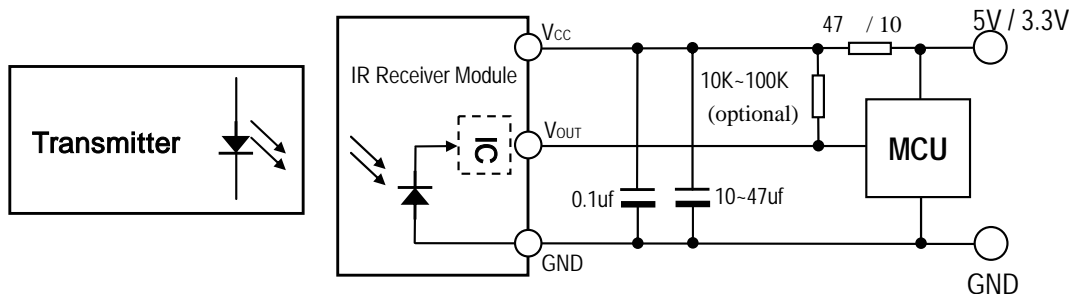 47 / 10
5V / 3.3V
VCC
IR Receiver Module
10K~100K
(optional)
Transmitter
IC
VOUT
MCU
0.1uf
10~47uf
GND
GND